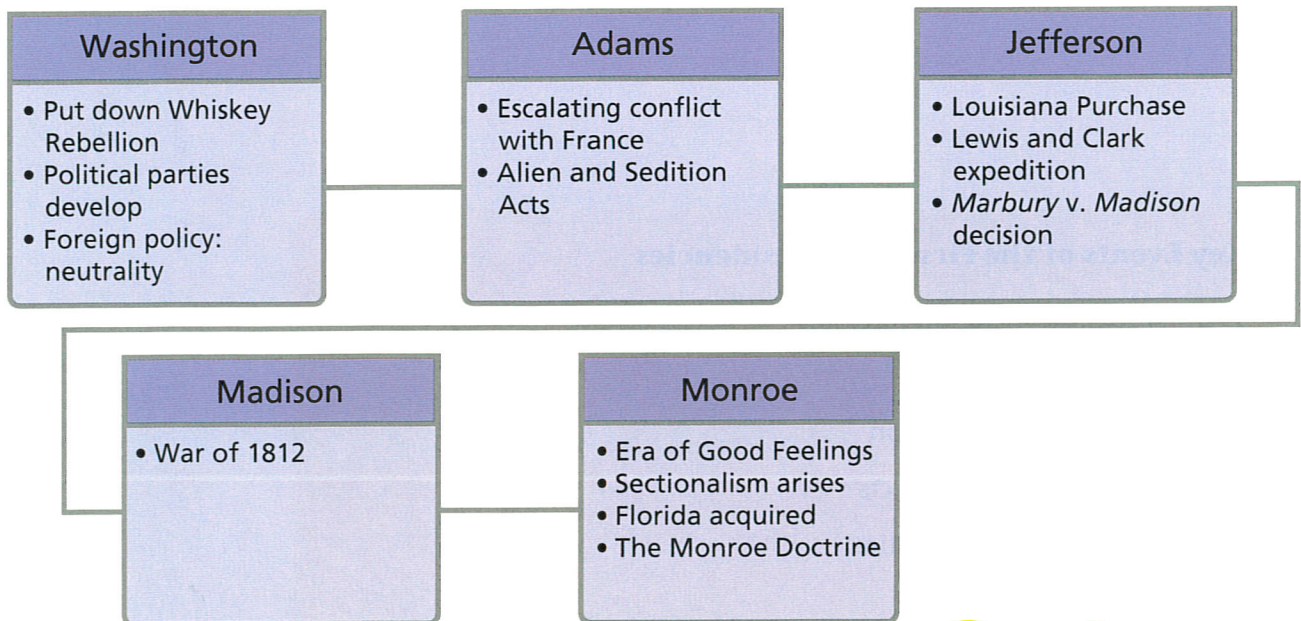 Washington
• Put down Whiskey
Rebellion
• Political parties
develop
• Foreign policy:
neutrality
Adams
• Escalating conflict
with France
• Alien and Sedition
Acts
Jefferson
• Louisiana Purchase
• Lewis and Clark
expedition
• Marbury v. Madison
decision
Madison
• War of 1812
Monroe
• Era of Good Feelings
• Sectionalism arises
• Florida acquired
• The Monroe Doctrine